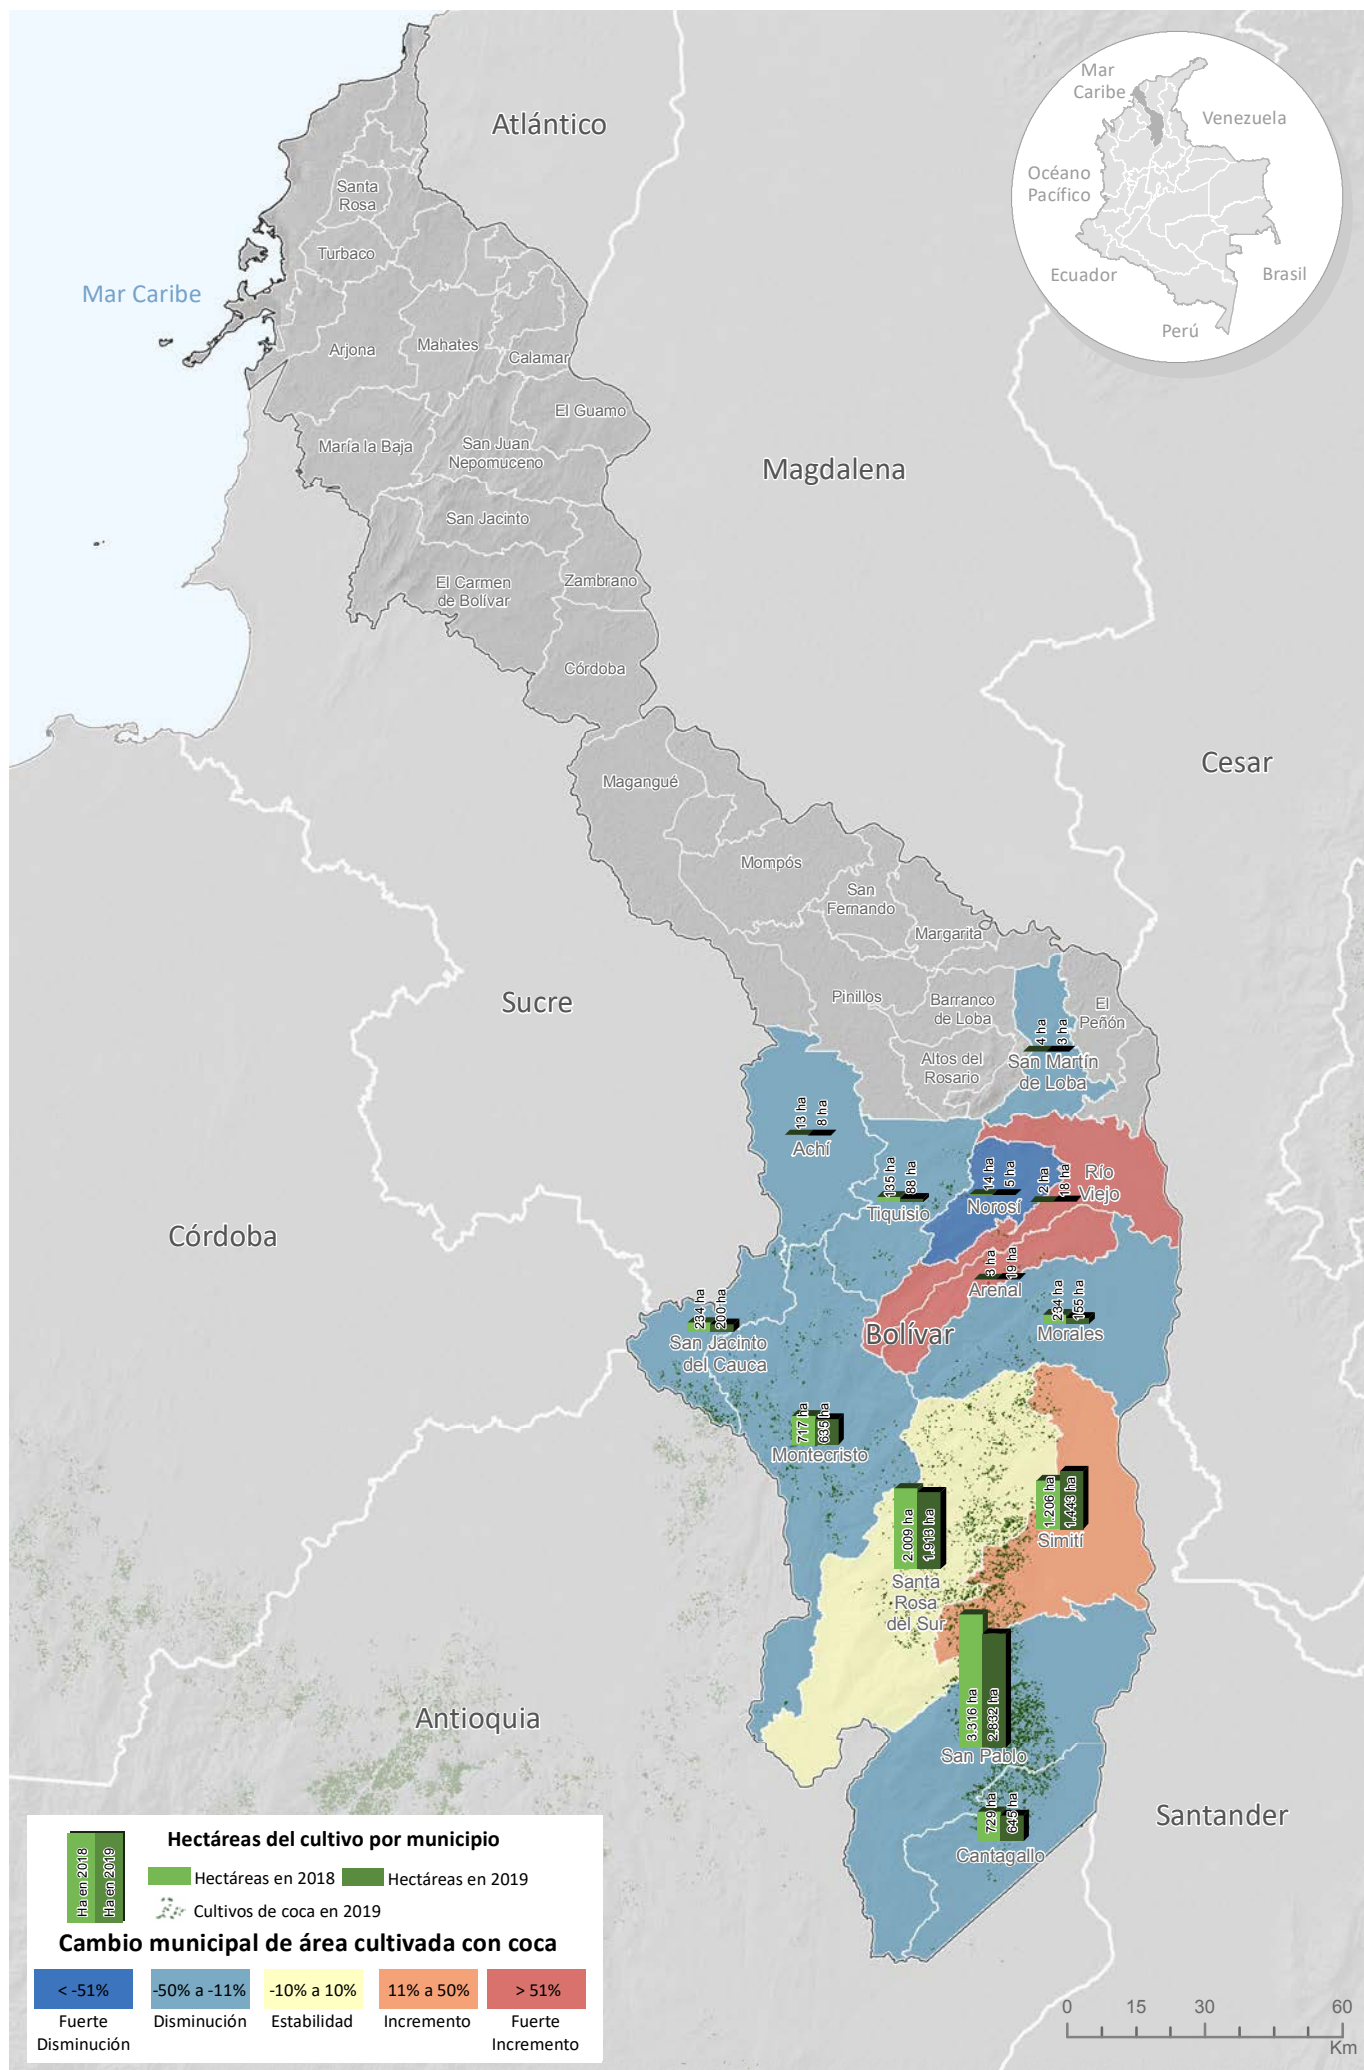 Mar
Caribe
Venezuela
Océano
Pacífico
Ecuador
Brasil
Perú
Atlántico
Santa
Rosa
Turbaco
Mar Caribe
Arjona
Mahates
Calamar
El Guamo
María la Baja
San Juan
Nepomuceno
Magdalena
San Jacinto
El Carmen
de Bolívar
Zambrano
Córdoba
Cesar
Magangué
Mompós
San
Fernando
Margarita
Sucre
Pinillos
Barranco
de Loba
El
Peñón
4 ha
3 ha
San Martín
de Loba
Altos del
Rosario
13 ha
8 ha
Achí
135 ha
88 ha
Tiquisio
14 ha
5 ha
Norosí
2 ha
18 ha
Río
Viejo
Córdoba
3 ha
19 ha
Arenal
234 ha
155 ha
Morales
234 ha
200 ha
San Jacinto
del Cauca
Bolívar
717 ha
635 ha
Montecristo
1.206 ha
1.443 ha
Simití
2.009 ha
1.913 ha
Santa
Rosa
del Sur
3.316 ha
2.832 ha
San Pablo
Antioquia
Santander
729 ha
645 ha
Cantagallo
Hectáreas del cultivo por municipio
Ha en 2018
Ha en 2019
Hectáreas en 2018
Hectáreas en 2019
Cultivos de coca en 2019
Cambio municipal de área cultivada con coca
< -51%
-50% a -11%
-10% a 10%
11% a 50%
> 51%
Fuerte
Disminución
Disminución
Estabilidad
Incremento
Fuerte
Incremento
0
15
30
60
Km